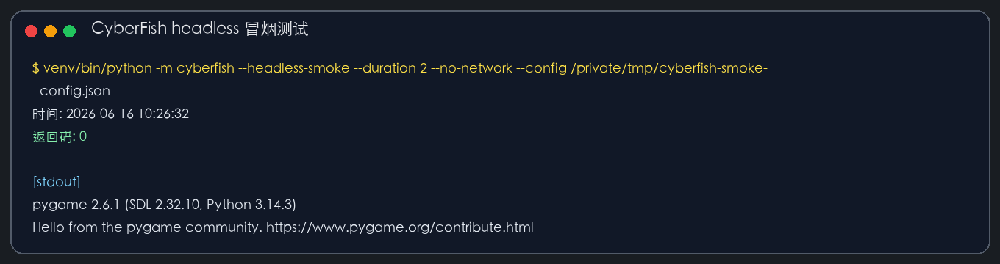 CyberFish headless 冒烟测试
$ venv/bin/python -m cyberfish --headless-smoke --duration 2 --no-network --config /private/tmp/cyberfish-smoke-
config.json
时间: 2026-06-16 10:26:32
返回码: 0
[stdout]
pygame 2.6.1 (SDL 2.32.10, Python 3.14.3)
Hello from the pygame community. https://www.pygame.org/contribute.html